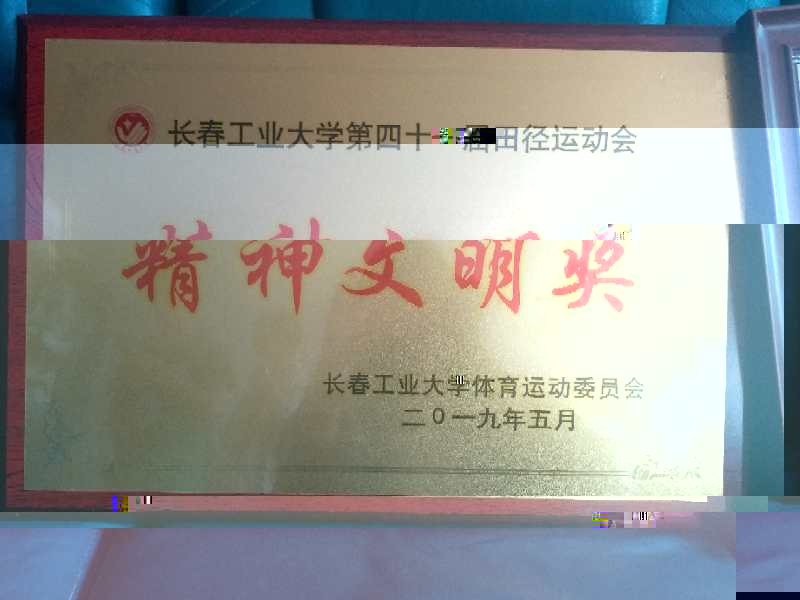 长春工业大学第四十 届田径运动会
精神文明奖
长春工业大学体育运动委员会
二0一九年五月